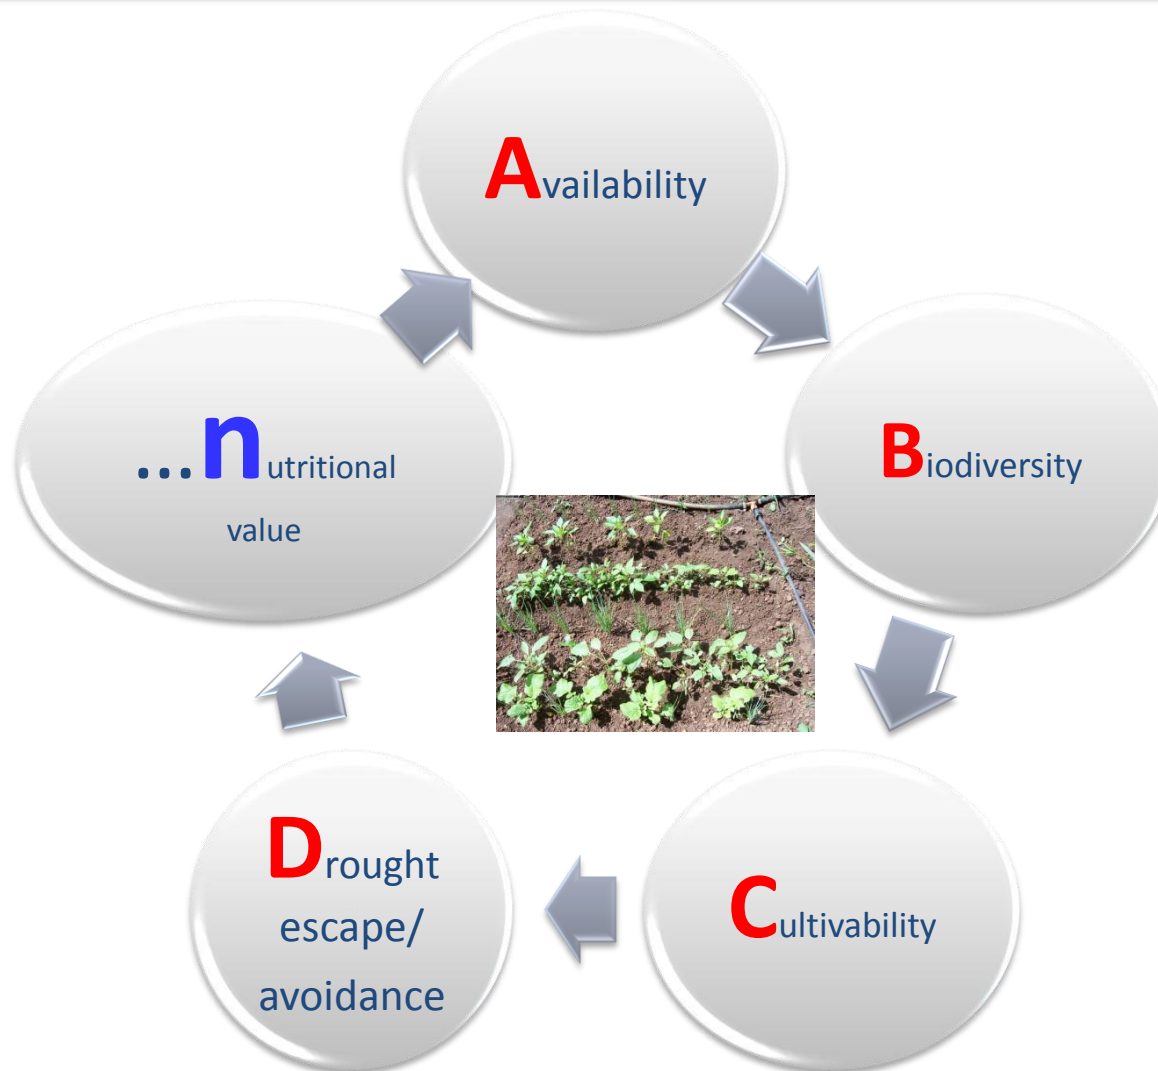 Availability
Biodiversity
Cultivability
Drought
escape/
avoidance
...nutritional
value